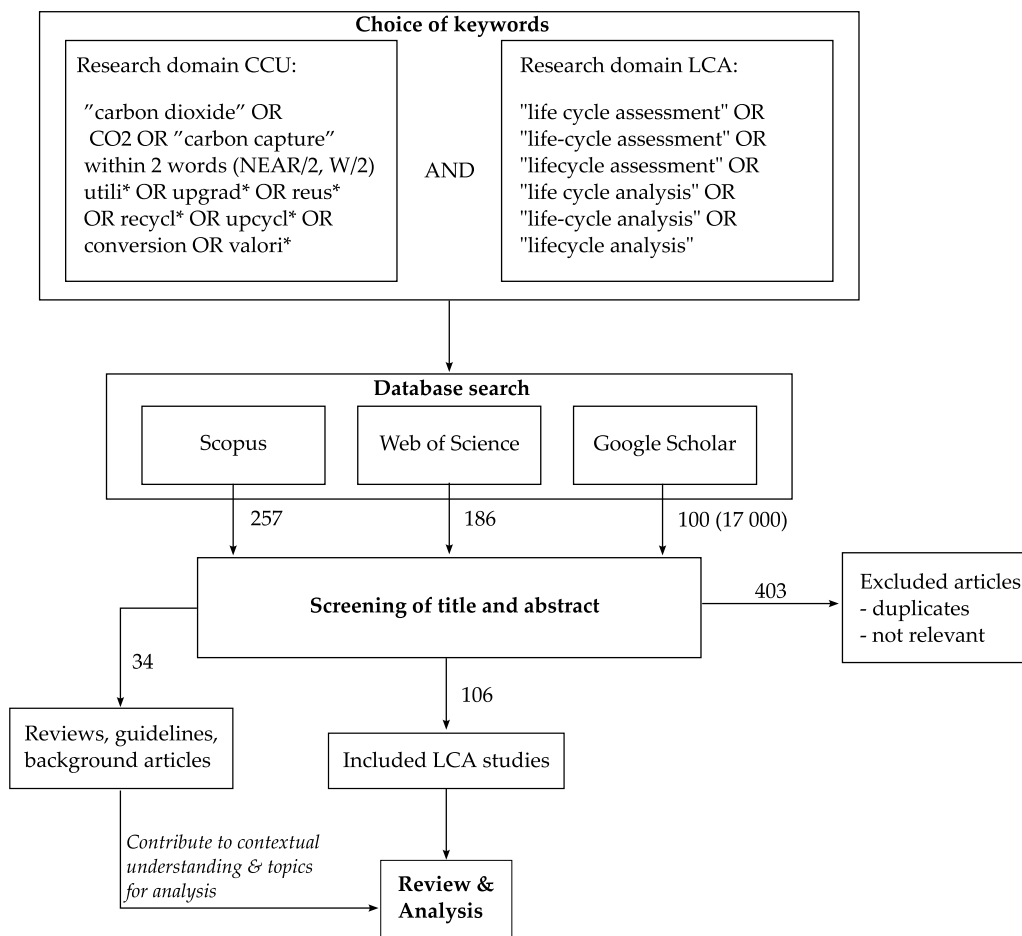 Choice of keywords
Research domain CCU:
”carbon dioxide” OR
CO2 OR ”carbon capture”
within 2 words (NEAR/2, W/2)
utili* OR upgrad* OR reus*
OR recycl* OR upcycl* OR
conversion OR valori*
AND
Research domain LCA:
"life cycle assessment" OR
"life-cycle assessment" OR
"lifecycle assessment" OR
"life cycle analysis" OR
"life-cycle analysis" OR
"lifecycle analysis"
Database search
Scopus
Web of Science
Google Scholar
257
186
100 (17 000)
Screening of title and abstract
403
Excluded articles
- duplicates
- not relevant
34
106
Reviews, guidelines,
background articles
Included LCA studies
Contribute to contextual
understanding & topics
for analysis
Review &
Analysis